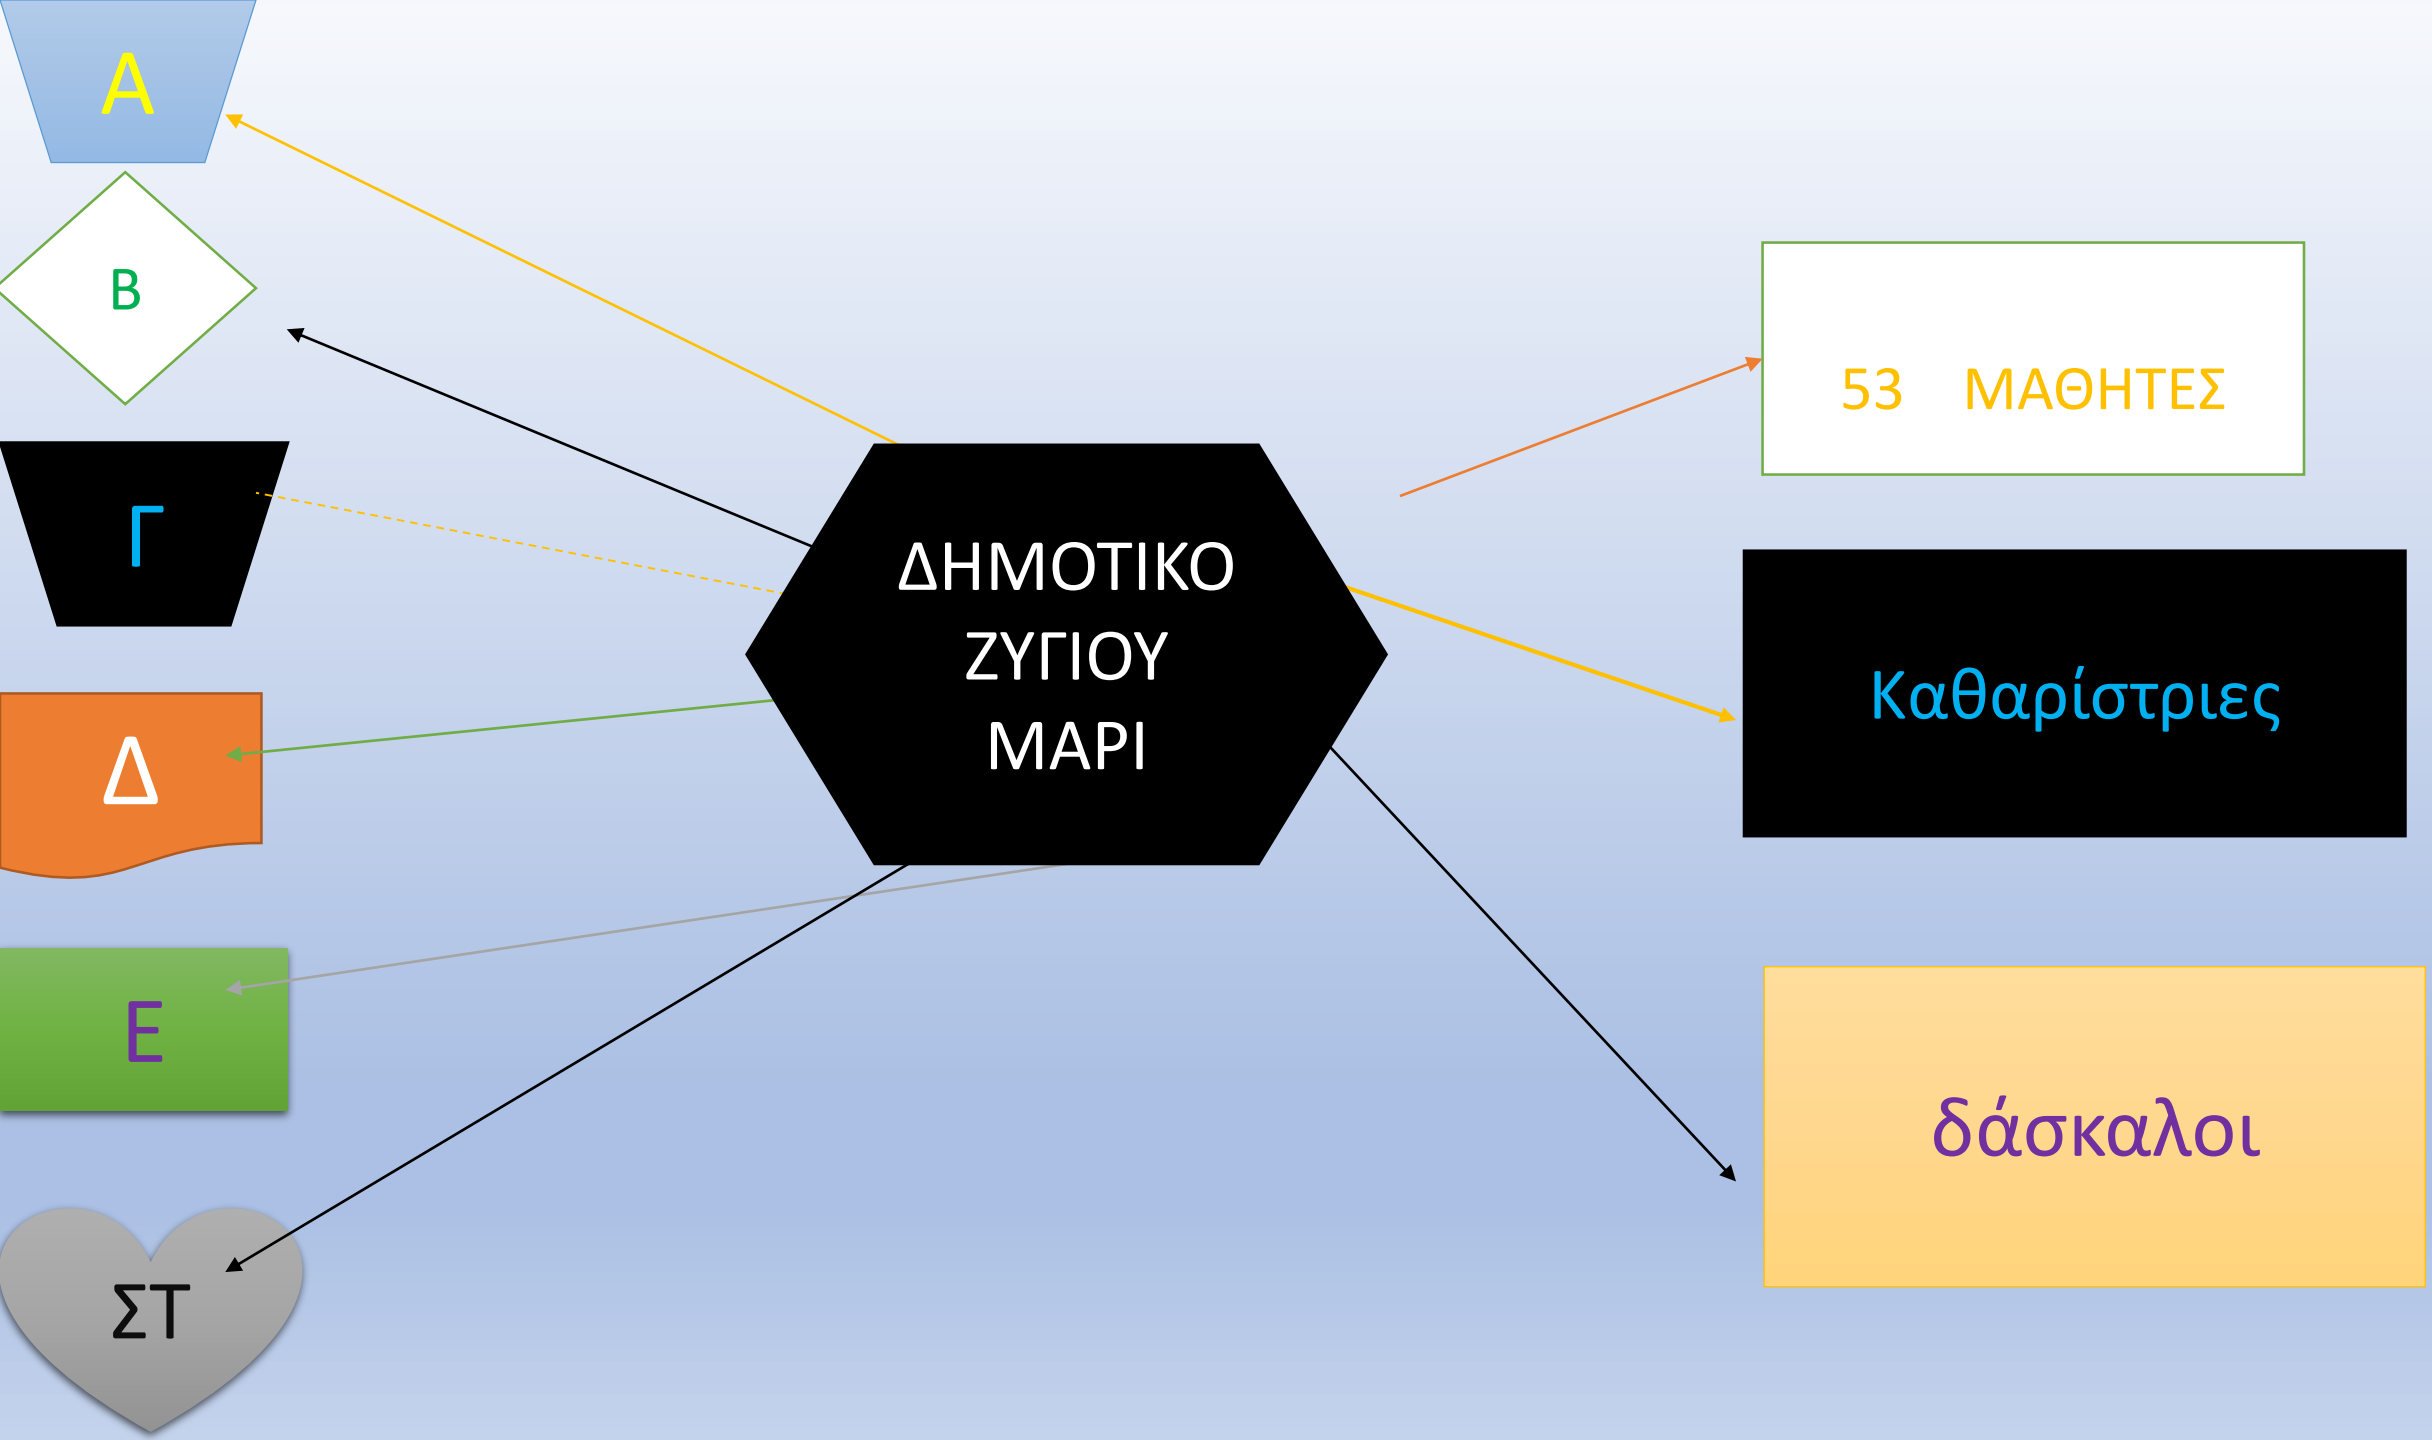 Α
Β
Γ
Δ
Ε
ΣΤ
ΔΗΜΟΤΙΚΟ
ΖΥΓΙΟΥ
ΜΑΡΙ
53 ΜΑΘΗΤΕΣ
Καθαρίστριες
δάσκαλοι